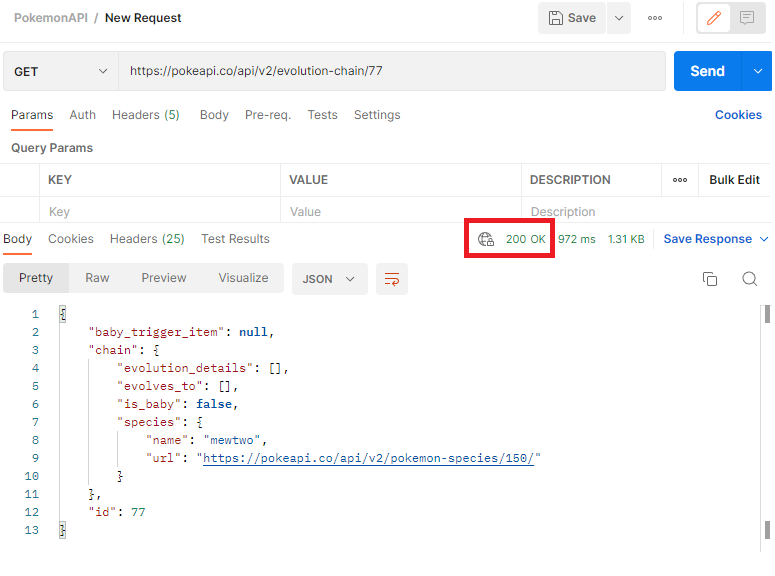 PokemonAPI / New Request
Save
GET
https://pokeapi.co/api/v2/evolution-chain/77
Send
Params Auth Headers (5) Body Pre-req. Tests Settings Cookies
Query Params
KEY VALUE DESCRIPTION Bulk Edit
Key Value Description
Body Cookies Headers (25) Test Results 200 OK 972 ms 1.31 KB Save Response
Pretty Raw Preview Visualize JSON
1 {
2 "baby_trigger_item": null,
3 "chain": {
4 "evolution_details": [],
5 "evolves_to": [],
6 "is_baby": false,
7 "species": {
8 "name": "mewtwo",
9 "url": "https://pokeapi.co/api/v2/pokemon-species/150/"
10 }
11 },
12 "id": 77
13 }